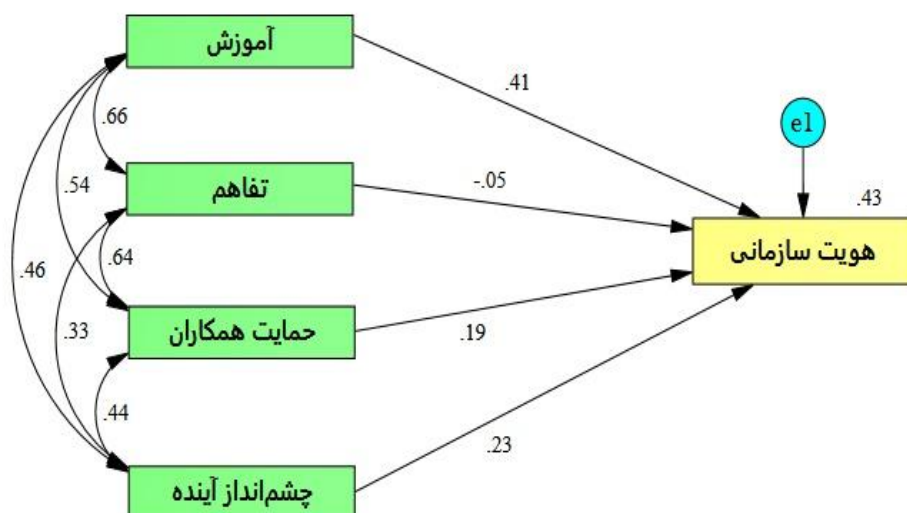 آموزش
.41
.66
e1
.54
تفاهم
-.05
.43
هویت سازمانی
.64
.46
.33
حمایت همکاران
.19
.44
.23
چشم‌انداز آینده